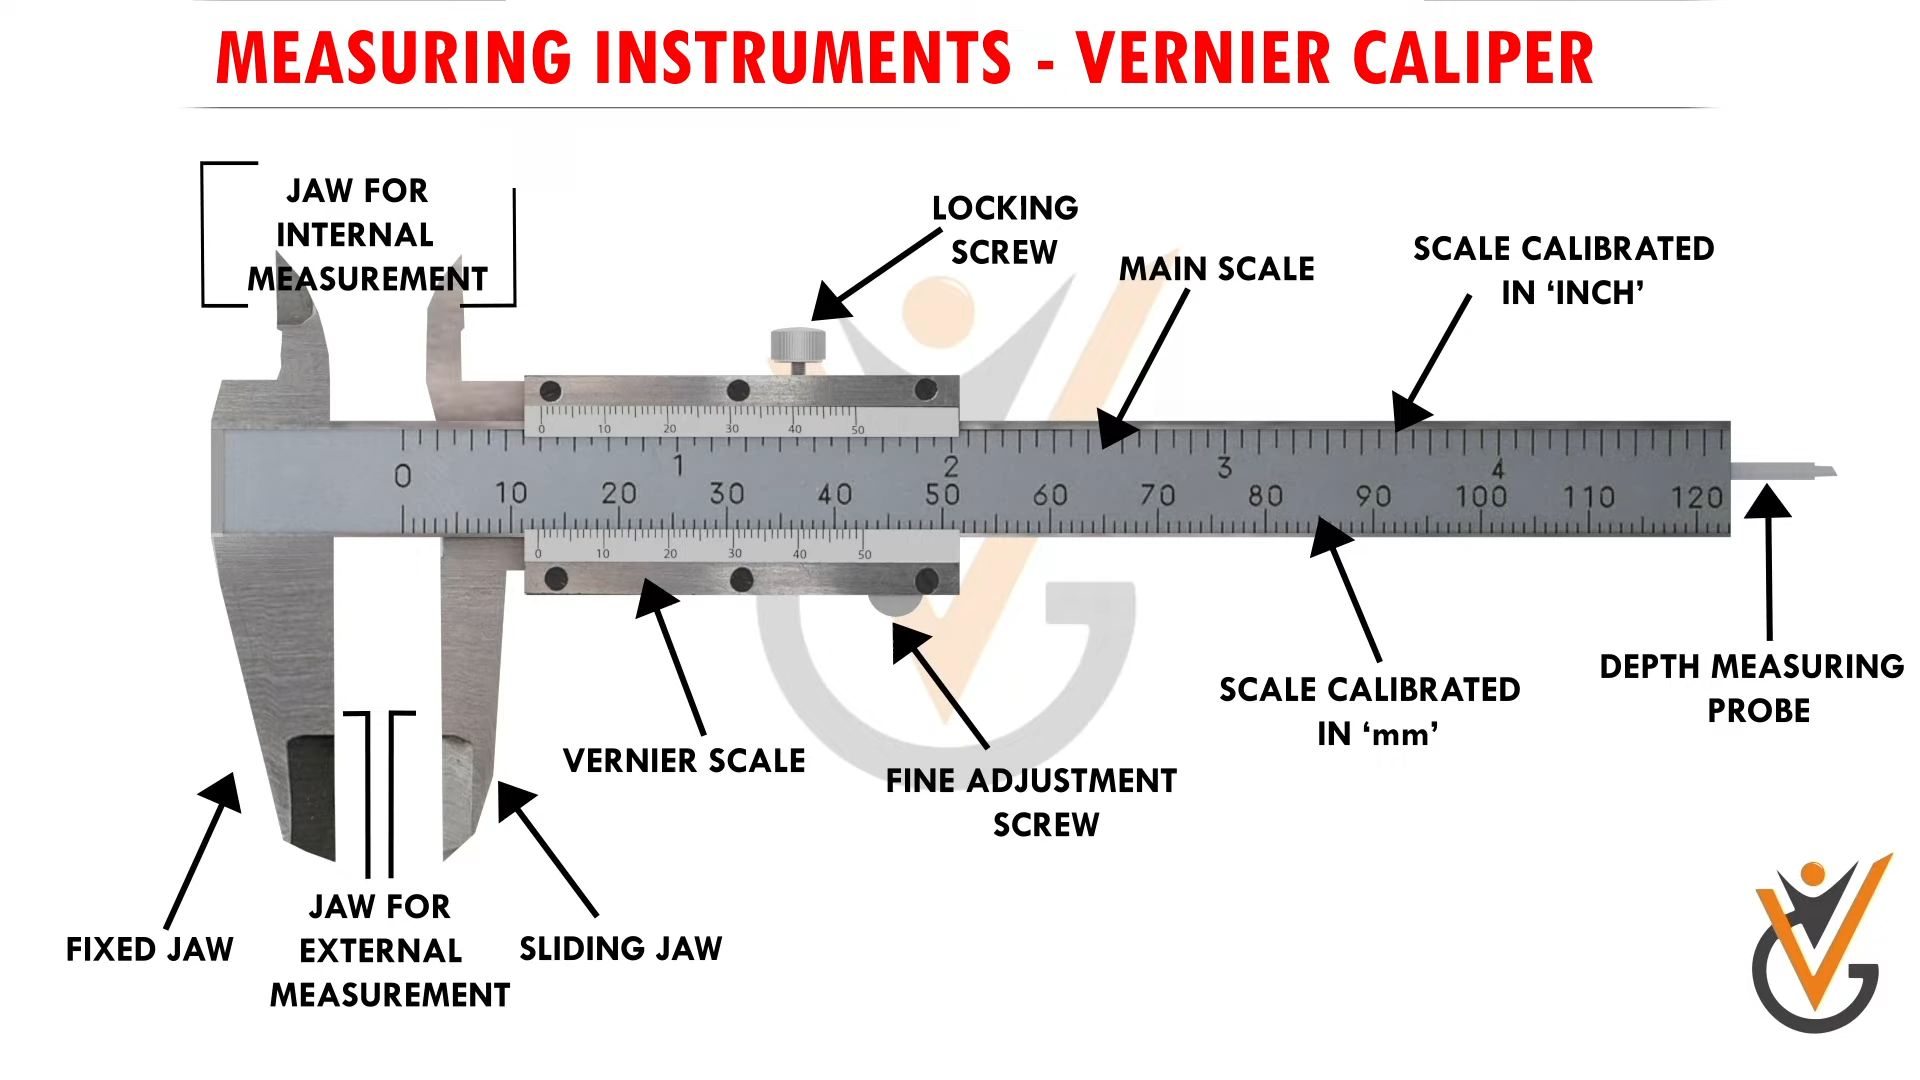 MEASURING INSTRUMENTS - VERNIER CALIPER
JAW FOR
INTERNAL
MEASUREMENT
LOCKING
SCREW
MAIN SCALE
SCALE CALIBRATED
IN ‘INCH’
0 10 20 30 40 50
0 1 2 3 4
10 20 30 40 50 60 70 80 90 100 110 120
0 10 20 30 40 50
VERNIER SCALE
FINE ADJUSTMENT
SCREW
SCALE CALIBRATED
IN ‘mm’
DEPTH MEASURING
PROBE
FIXED JAW
JAW FOR
EXTERNAL
MEASUREMENT
SLIDING JAW